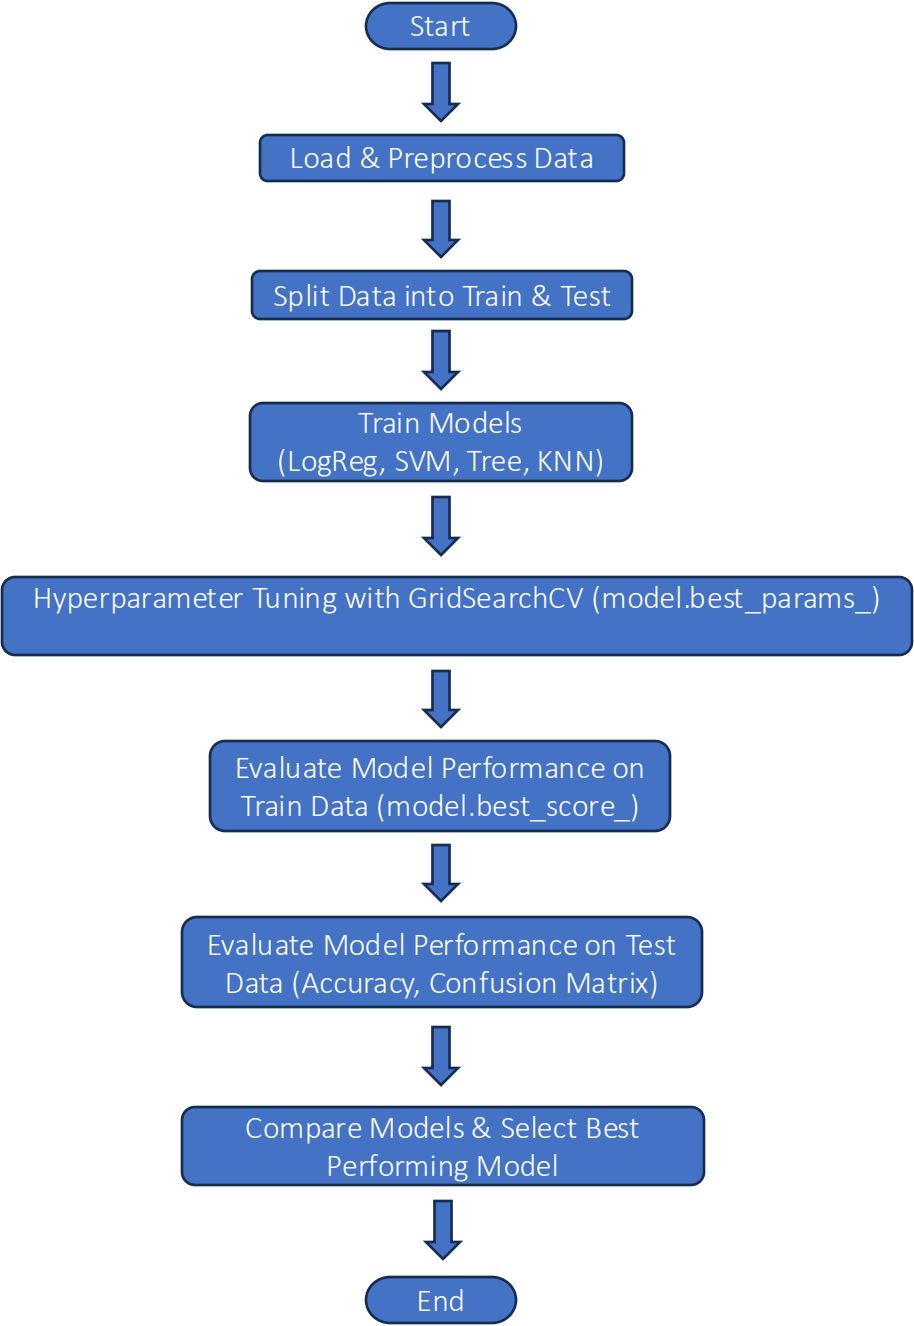 Start
Load & Preprocess Data
Split Data into Train & Test
Train Models
(LogReg, SVM, Tree, KNN)
Hyperparameter Tuning with GridSearchCV (model.best_params_)
Evaluate Model Performance on
Train Data (model.best_score_)
Evaluate Model Performance on Test
Data (Accuracy, Confusion Matrix)
Compare Models & Select Best
Performing Model
End